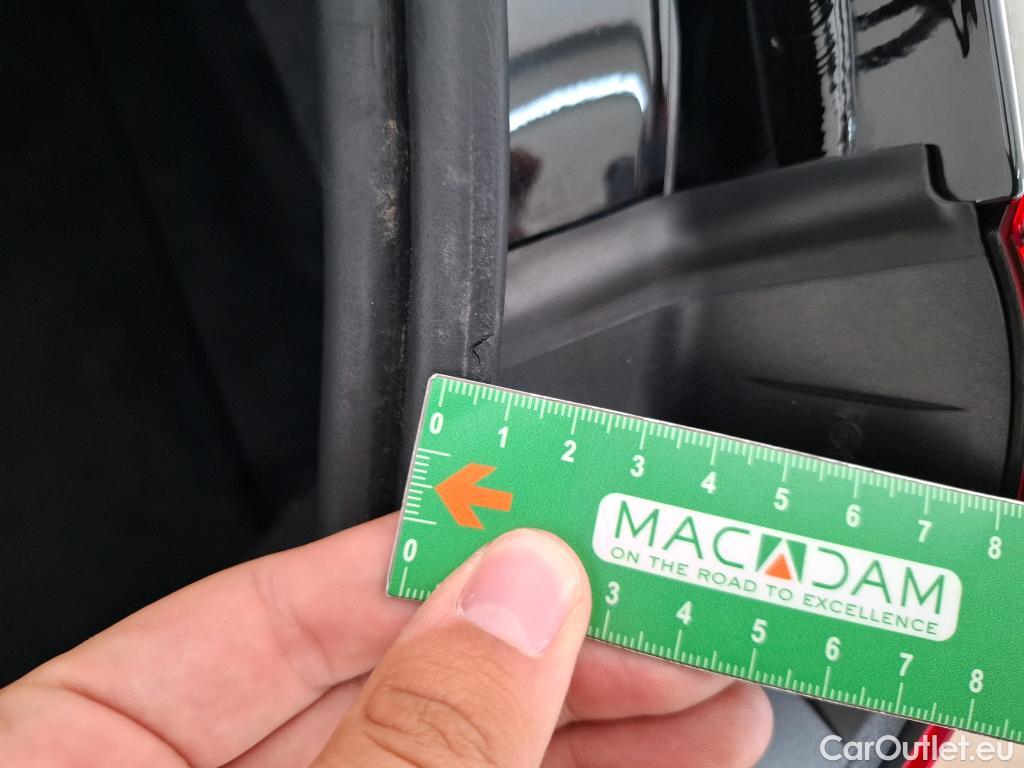 0 1 2 3 4 5 6 7 8
MACADAM
ON THE ROAD TO EXCELLENCE
0 3 4 5 6 7 8
CarOutlet.eu